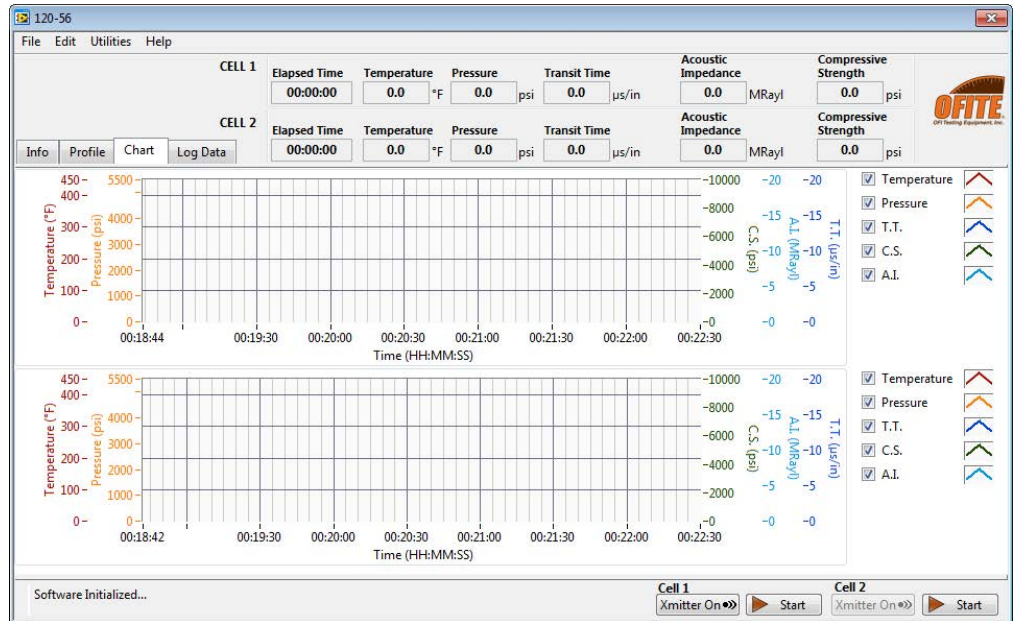 120-56
File Edit Utilities Help
CELL 1
Elapsed Time Temperature Pressure Transit Time Acoustic Impedance Compressive Strength
00:00:00 0.0 °F 0.0 psi 0.0 µs/in 0.0 MRayl 0.0 psi
OFITE
OFI Testing Equipment, Inc.
CELL 2
Elapsed Time Temperature Pressure Transit Time Acoustic Impedance Compressive Strength
00:00:00 0.0 °F 0.0 psi 0.0 µs/in 0.0 MRayl 0.0 psi
Info Profile Chart Log Data
Temperature (°F)
450
400
300
200
100
0
Pressure (psi)
5500
4000
3000
2000
1000
0
10000
8000
6000
4000
2000
0
C.S. (psi)
20
15
10
5
0
A.I. (MRayl)
20
15
10
5
0
T.T. (µs/in)
00:18:44 00:19:30 00:20:00 00:20:30 00:21:00 00:21:30 00:22:00 00:22:30
Time (HH:MM:SS)
Temperature
Pressure
T.T.
C.S.
A.I.
Temperature (°F)
450
400
300
200
100
0
Pressure (psi)
5500
4000
3000
2000
1000
0
10000
8000
6000
4000
2000
0
C.S. (psi)
20
15
10
5
0
A.I. (MRayl)
20
15
10
5
0
T.T. (µs/in)
00:18:42 00:19:30 00:20:00 00:20:30 00:21:00 00:21:30 00:22:00 00:22:30
Time (HH:MM:SS)
Temperature
Pressure
T.T.
C.S.
A.I.
Software Initialized...
Cell 1
Xmitter On Start
Cell 2
Xmitter On Start